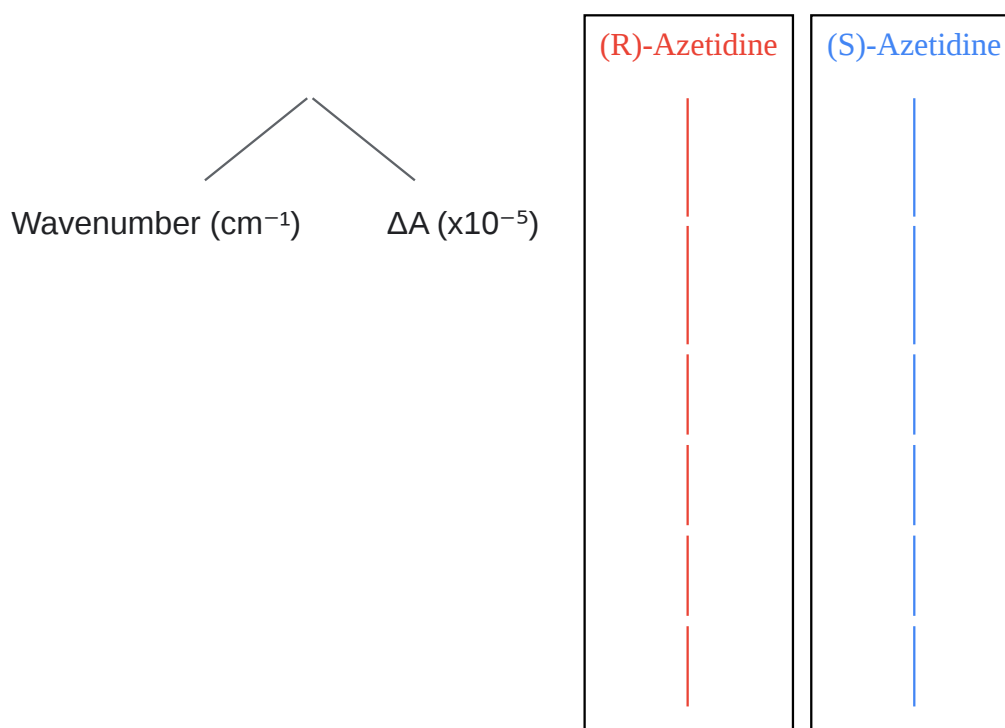 (R)-Azetidine
(S)-Azetidine
Wavenumber (cm⁻¹)
ΔA (x10⁻⁵)